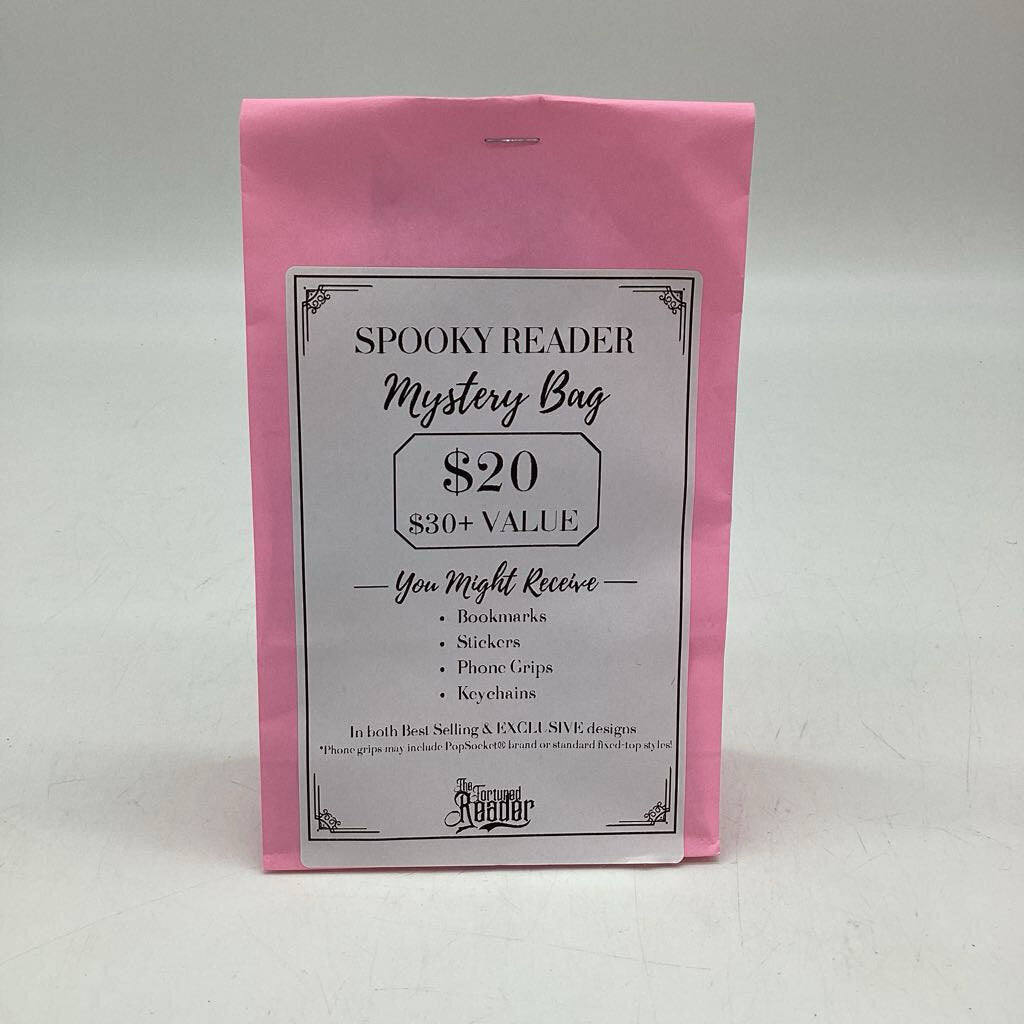 SPOOKY READER
Mystery Bag
$20
$30+ VALUE
You Might Receive
• Bookmarks
• Stickers
• Phone Grips
• Keychains
In both Best Selling & EXCLUSIVE designs
*Phone grips may include PopSocket® brand or standard fixed-top styles!
The Tortured
Reader